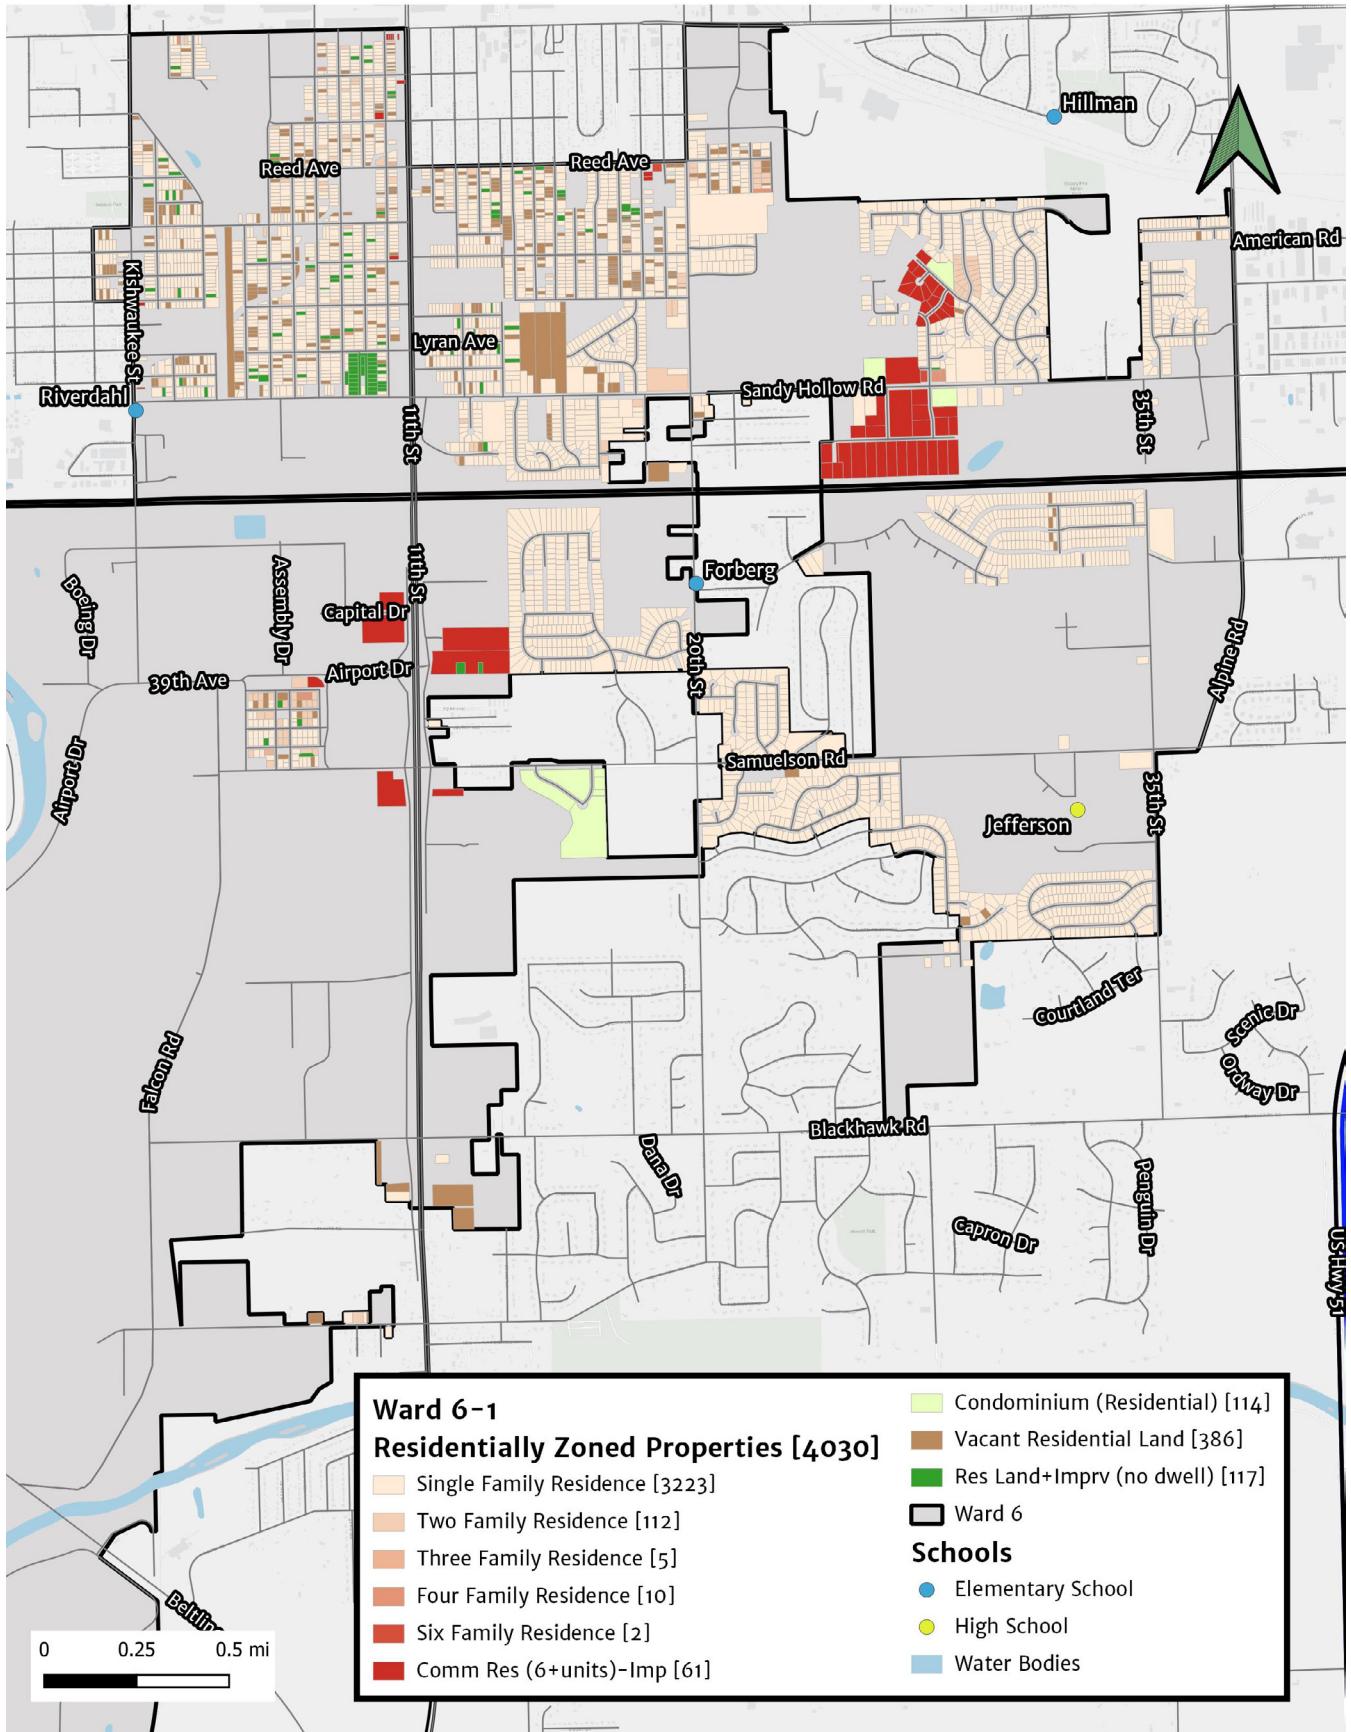 Hillman
Reed Ave
Reed Ave
American Rd
Kishwaukee St
Lyran Ave
Sandy Hollow Rd
Riverdahl
11th St
35th St
11th St
Forberg
Boeing Dr
Assembly Dr
Capital Dr
Airport Dr
39th Ave
20th St
Alpine Rd
Airport Dr
Samuelson Rd
35th St
Jefferson
Courtland Ter
Scenic Dr
Ordway Dr
Falcon Rd
Blackhawk Rd
Dana Dr
Penguin Dr
Capron Dr
US Hwy 51
Ward 6-1
Residentially Zoned Properties [4030]
Single Family Residence [3223]
Two Family Residence [112]
Three Family Residence [5]
Four Family Residence [10]
Six Family Residence [2]
Comm Res (6+units)-Imp [61]
Condominium (Residential) [114]
Vacant Residential Land [386]
Res Land+Imprv (no dwell) [117]
Ward 6
Schools
Elementary School
High School
Water Bodies
0 0.25 0.5 mi